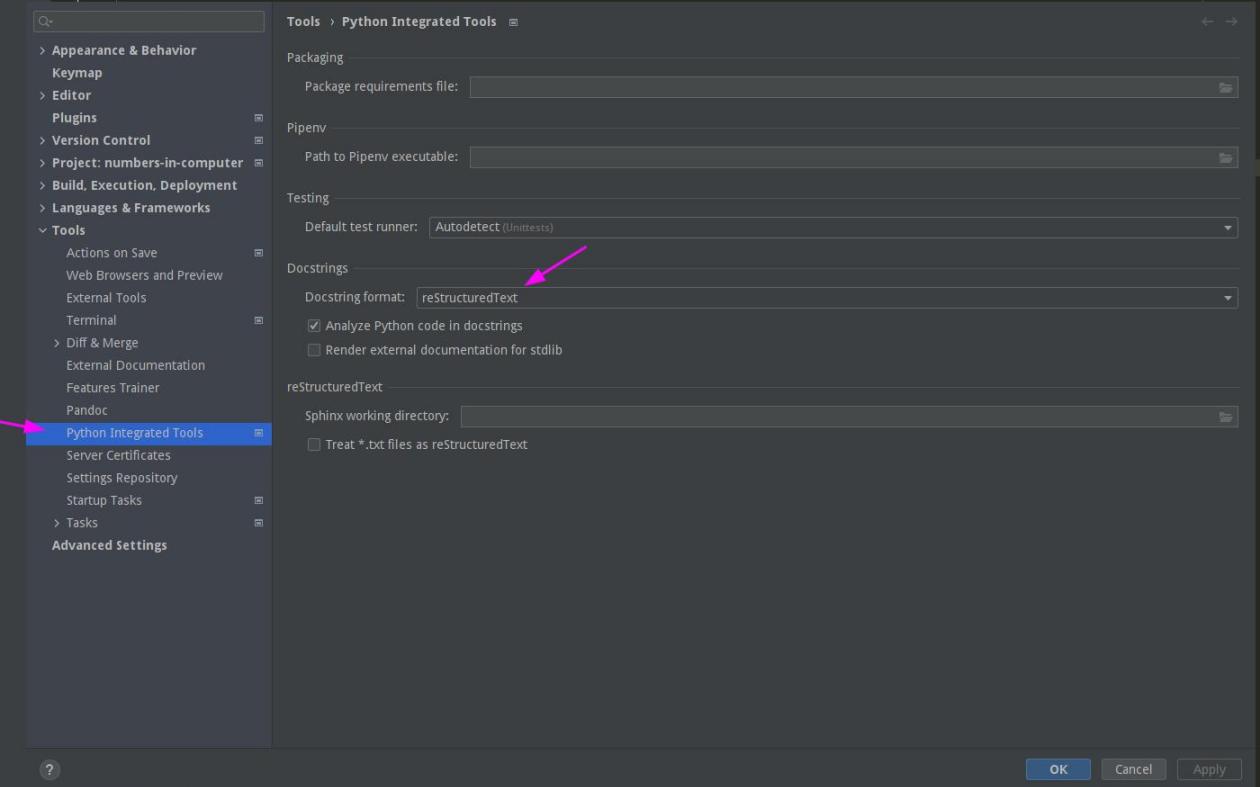 Tools › Python Integrated Tools
Appearance & Behavior
Keymap
Editor
Plugins
Version Control
Project: numbers-in-computer
Build, Execution, Deployment
Languages & Frameworks
Tools
Actions on Save
Web Browsers and Preview
External Tools
Terminal
Diff & Merge
External Documentation
Features Trainer
Pandoc
Python Integrated Tools
Server Certificates
Settings Repository
Startup Tasks
Tasks
Advanced Settings
Packaging
Package requirements file:
Pipenv
Path to Pipenv executable:
Testing
Default test runner: Autodetect (Unittests)
Docstrings
Docstring format: reStructuredText
Analyze Python code in docstrings
Render external documentation for stdlib
reStructuredText
Sphinx working directory:
Treat *.txt files as reStructuredText
? OK Cancel Apply